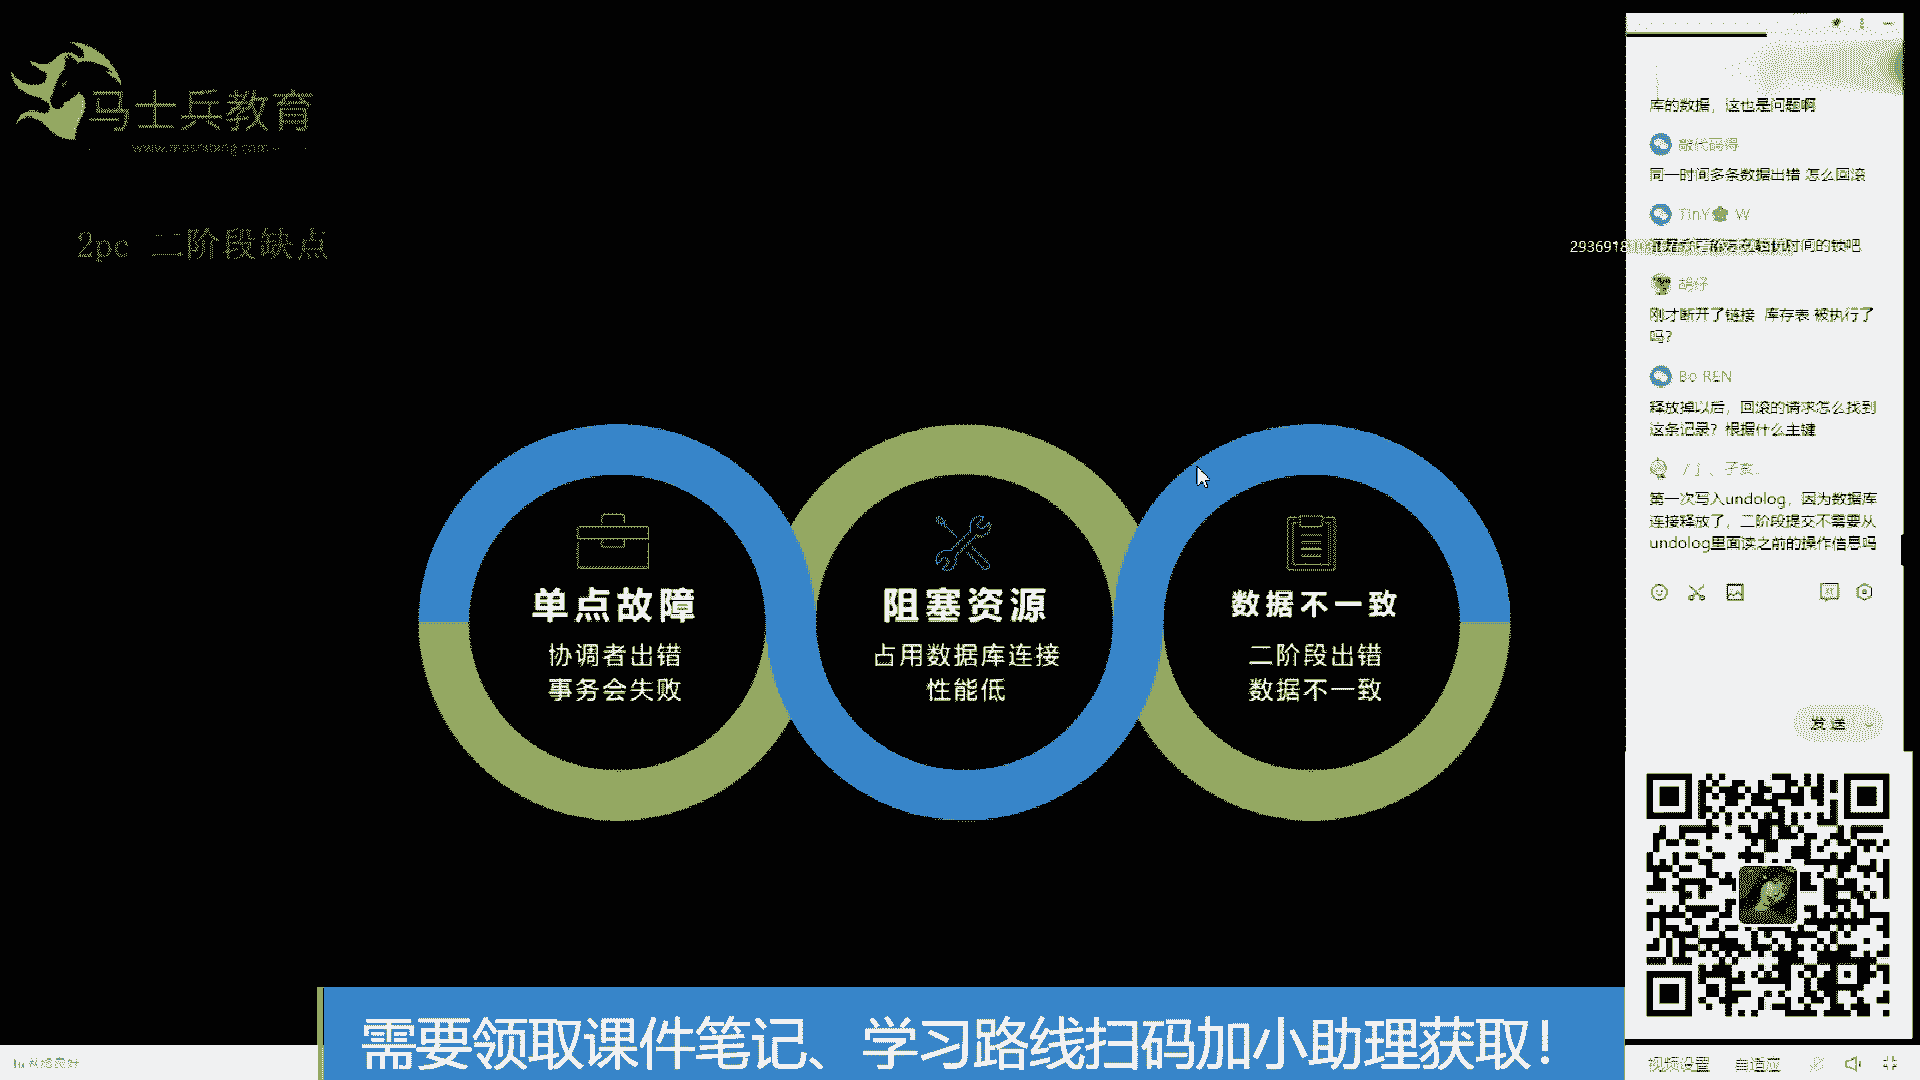 马士兵教育
www.mashibing.com
2pc 二阶段缺点
单点故障
协调者出错
事务会失败
阻塞资源
占用数据库连接
性能低
数据不一致
二阶段出错
数据不一致
需要领取课件笔记、学习路线扫码加小助理获取！
库的数据，这也是问题啊
敲代码得
同一时间多条数据出错 怎么回滚
TinY W
2936918
时间的锁吧
胡仔
刚才断开了链接 库存表 被执行了
吗？
Bo REN
释放掉以后，回滚的请求怎么找到
这条记录？根据什么主键
第一次写入undolog，因为数据库
连接释放了，二阶段提交不需要从
undolog里面读之前的操作信息吗
发送
视频设置 自适应